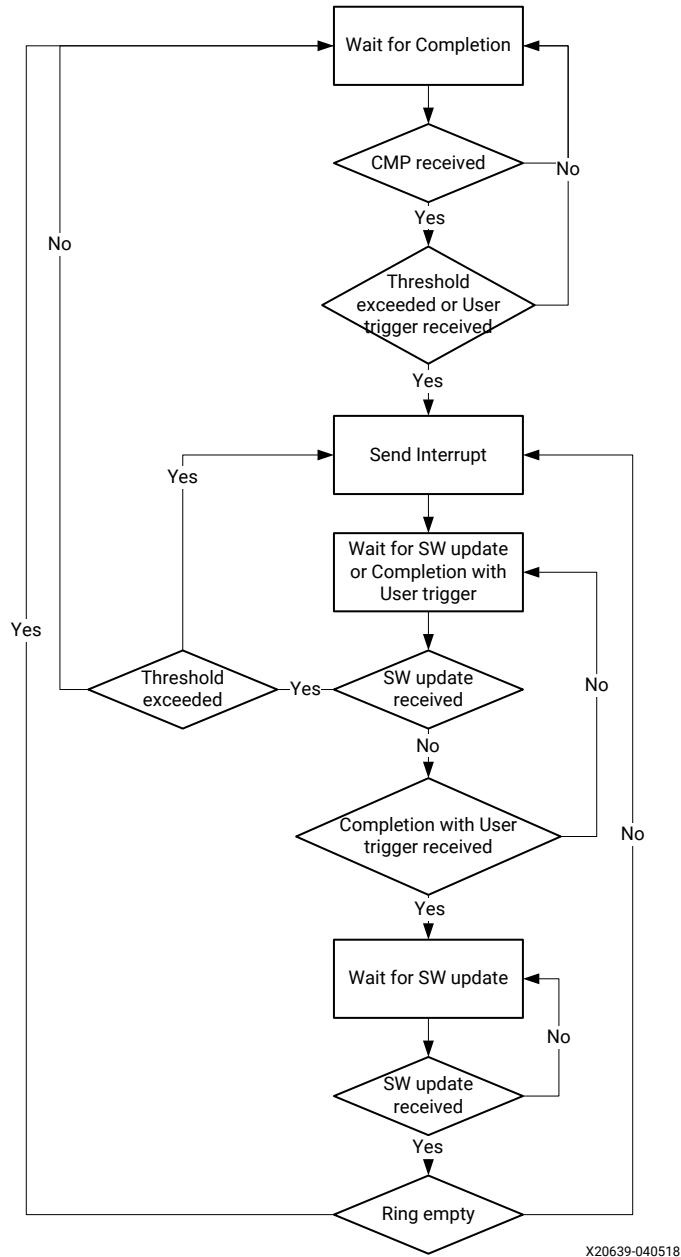 Wait for Completion
CMP received
No
Yes
No
Threshold
exceeded or User
trigger received
Yes
Send Interrupt
Yes
Wait for SW update
or Completion with
User trigger
Yes
Threshold
exceeded
Yes
SW update
received
No
No
Completion with User
trigger received
No
Yes
Wait for SW update
No
SW update
received
Yes
Ring empty
X20639-040518